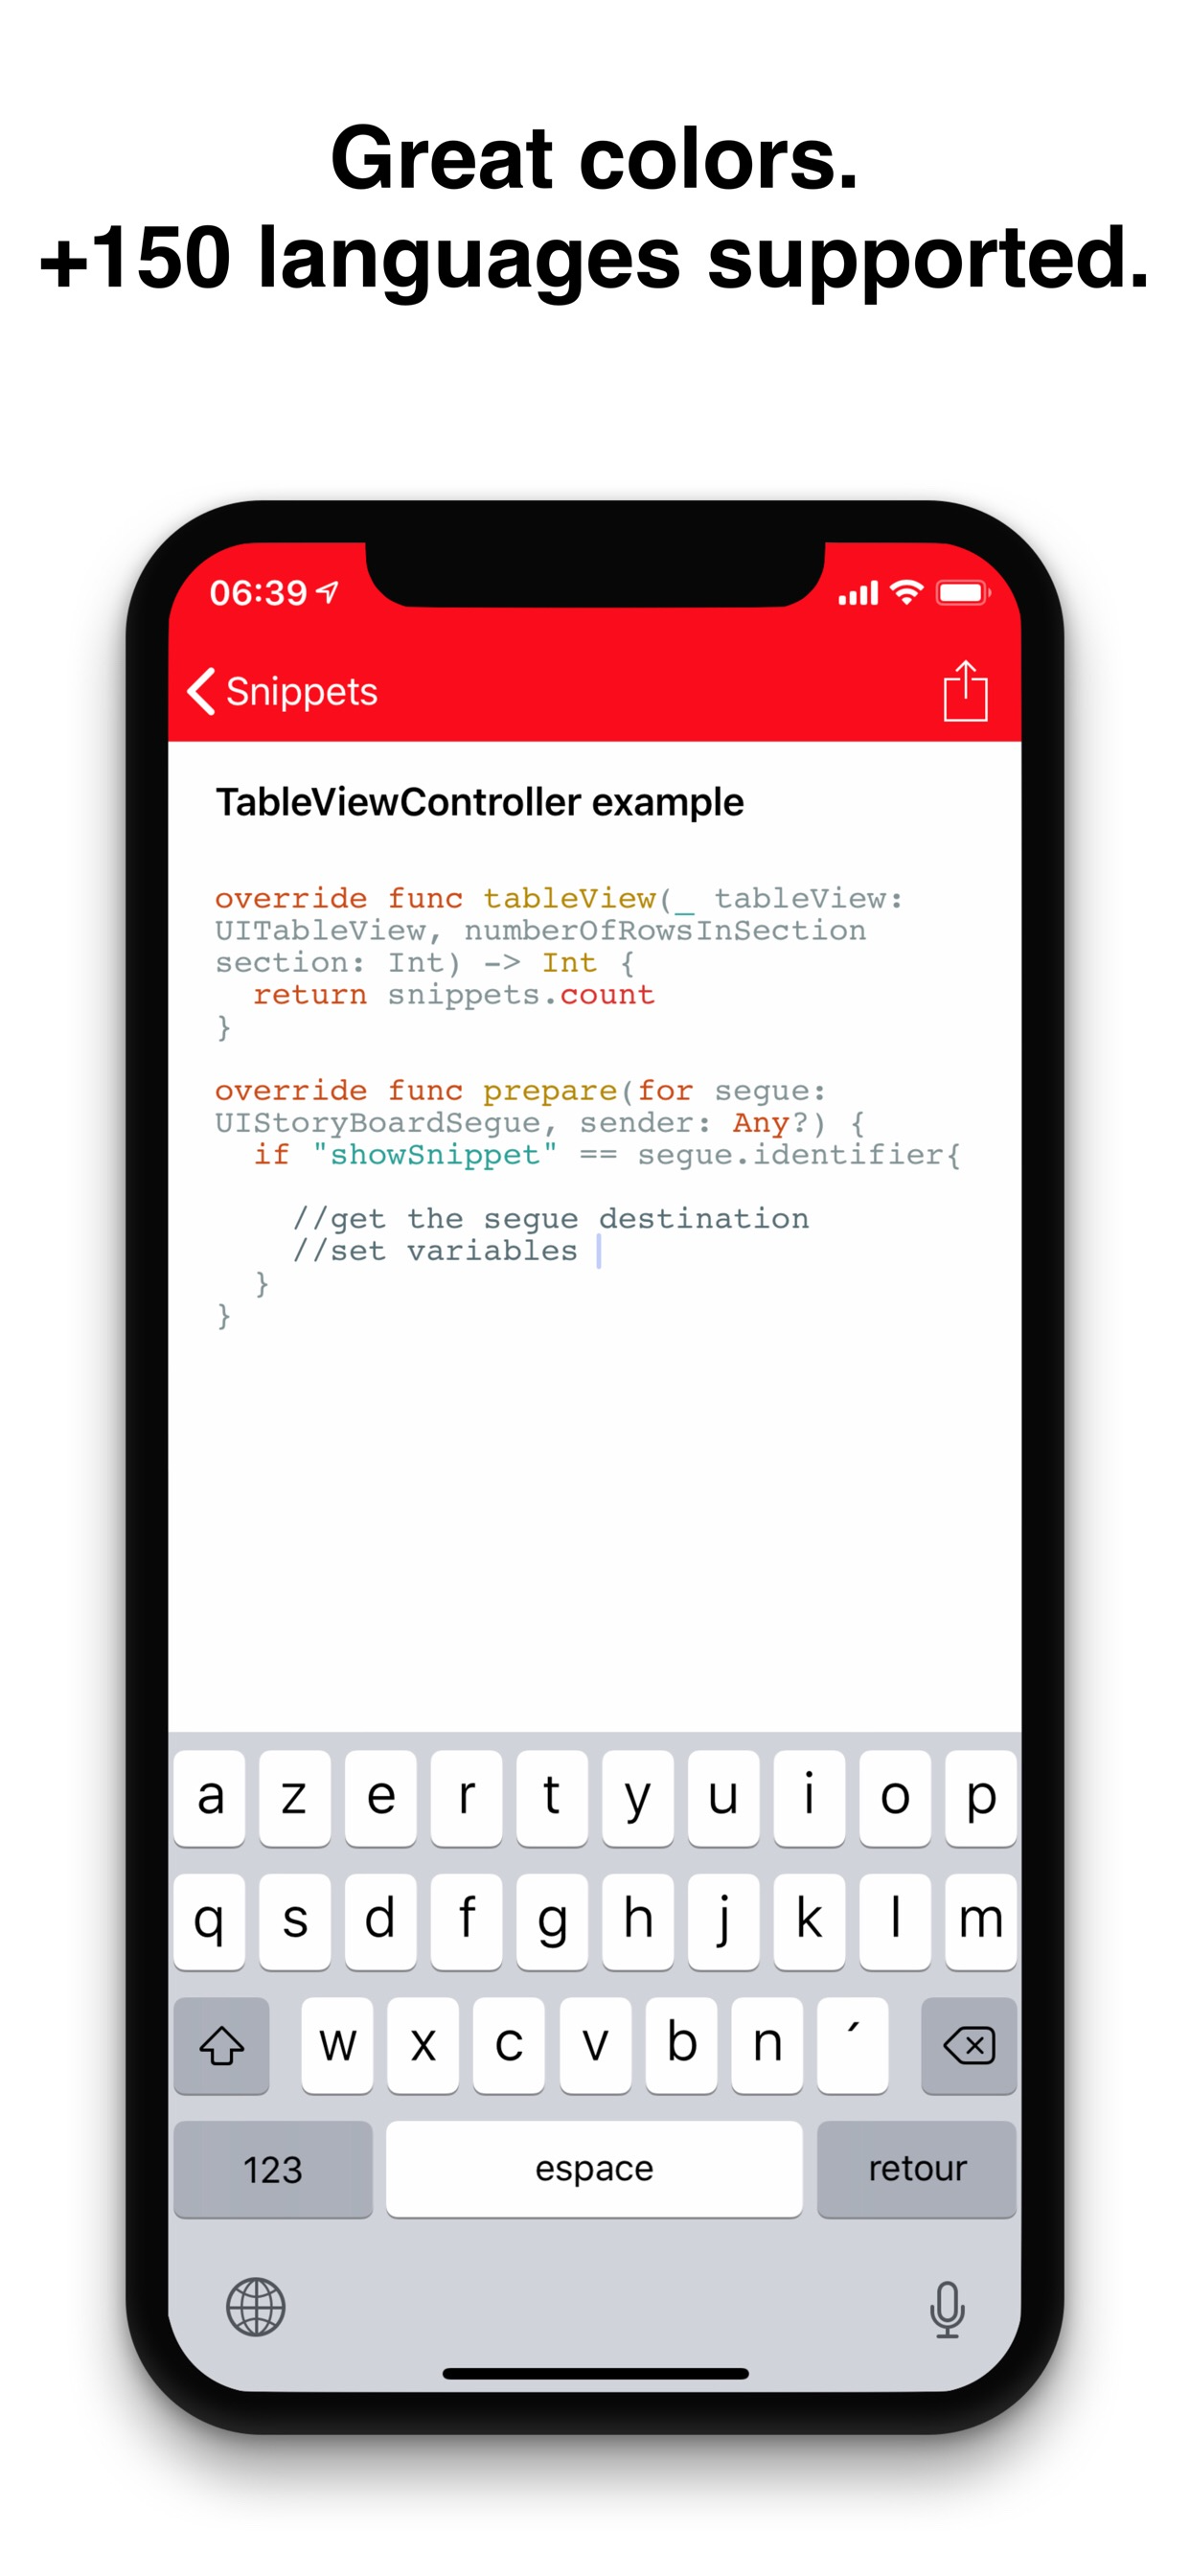 Great colors.
+150 languages supported.
06:39
Snippets
TableViewController example
override func tableView(_ tableView:
UITableView, numberOfRowsInSection
section: Int) -> Int {
  return snippets.count
}
override func prepare(for segue:
UIStoryBoardSegue, sender: Any?) {
  if "showSnippet" == segue.identifier{
    //get the segue destination
    //set variables
  }
}
a z e r t y u i o p
q s d f g h j k l m
w x c v b n ´
123 espace retour